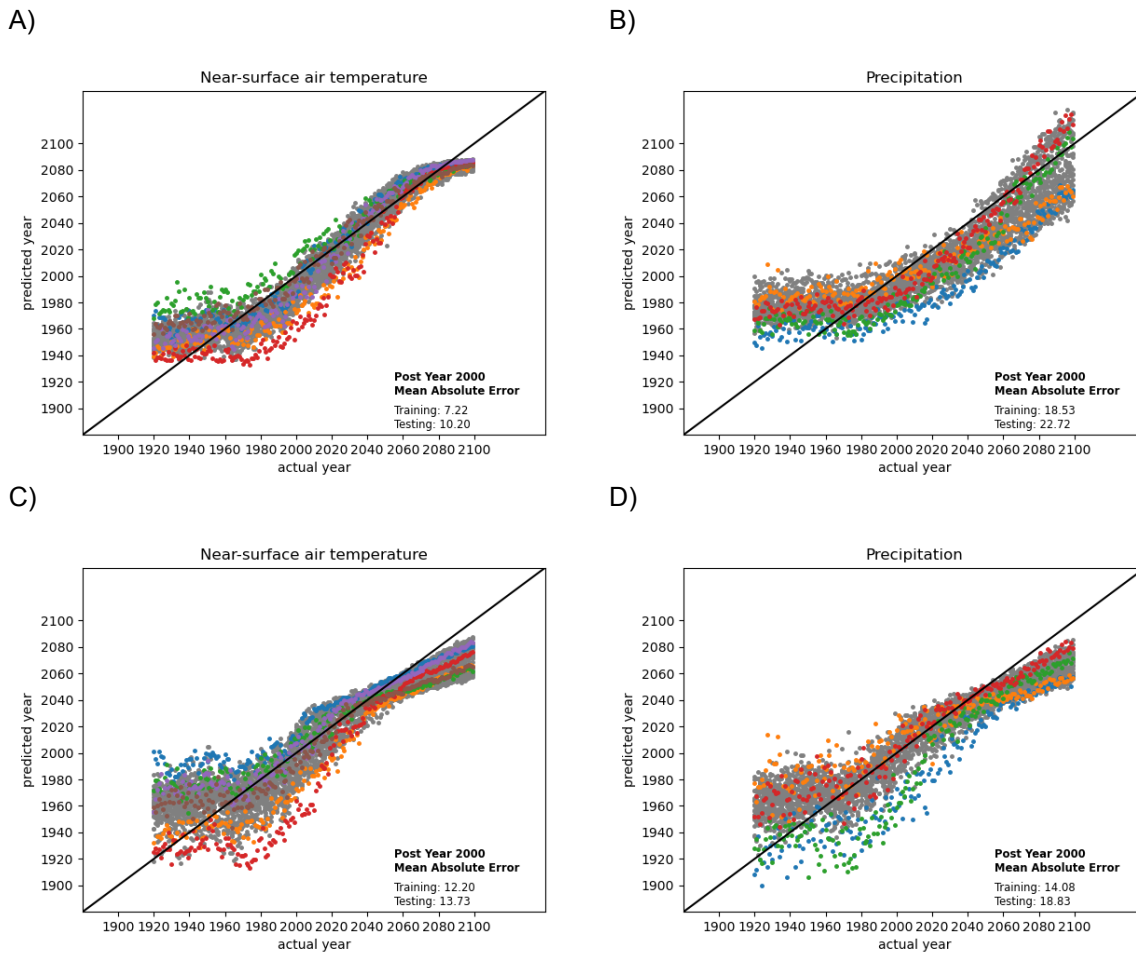 A)
Near-surface air temperature
predicted year
2100
2080
2060
2040
2020
2000
1980
1960
1940
1920
1900
Post Year 2000
Mean Absolute Error
Training: 7.22
Testing: 10.20
1900 1920 1940 1960 1980 2000 2020 2040 2060 2080 2100
actual year
B)
Precipitation
predicted year
2100
2080
2060
2040
2020
2000
1980
1960
1940
1920
1900
Post Year 2000
Mean Absolute Error
Training: 18.53
Testing: 22.72
1900 1920 1940 1960 1980 2000 2020 2040 2060 2080 2100
actual year
C)
Near-surface air temperature
predicted year
2100
2080
2060
2040
2020
2000
1980
1960
1940
1920
1900
Post Year 2000
Mean Absolute Error
Training: 12.20
Testing: 13.73
1900 1920 1940 1960 1980 2000 2020 2040 2060 2080 2100
actual year
D)
Precipitation
predicted year
2100
2080
2060
2040
2020
2000
1980
1960
1940
1920
1900
Post Year 2000
Mean Absolute Error
Training: 14.08
Testing: 18.83
1900 1920 1940 1960 1980 2000 2020 2040 2060 2080 2100
actual year